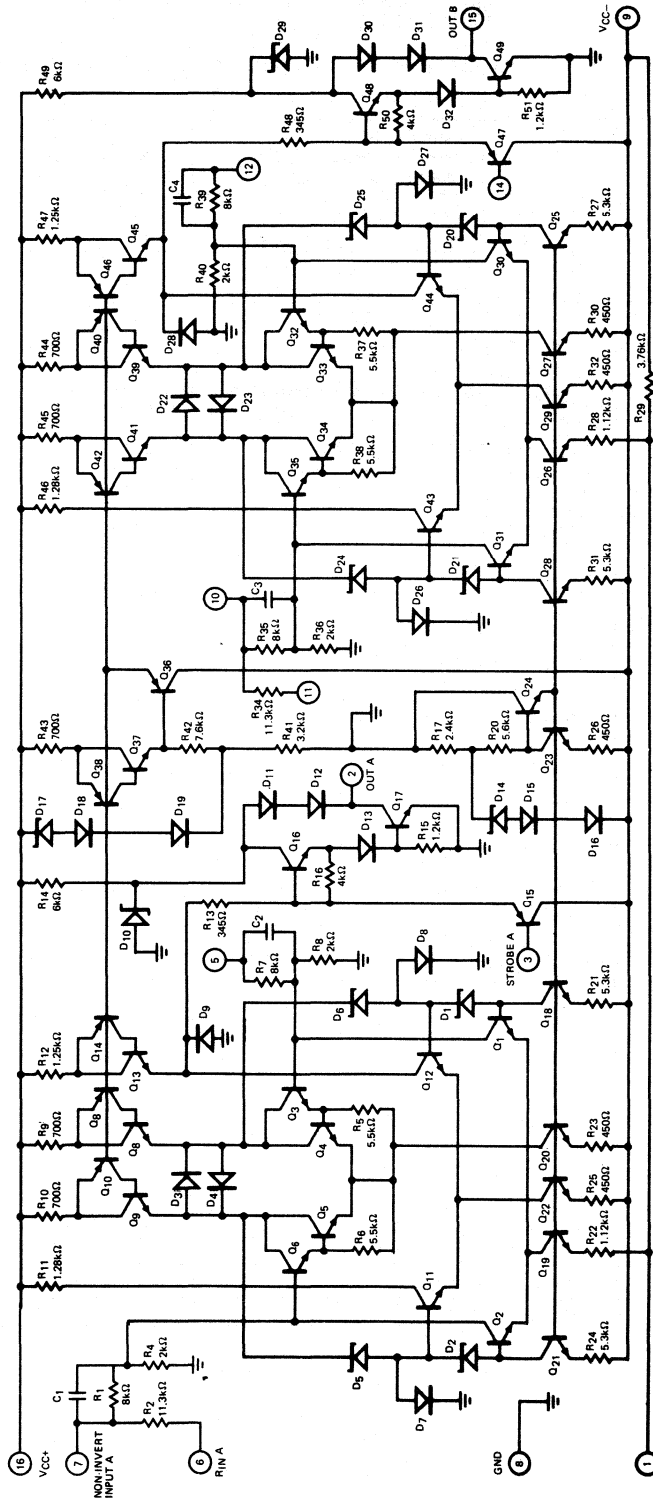 16
VCC+
7
NON-INVERT
INPUT A
6
RIN A
GND
8
1
C1
R1
8kΩ
R2
11.3kΩ
R4
2kΩ
R11
1.28kΩ
R10
700Ω
R9
700Ω
R12
1.25kΩ
Q10
Q9
Q8
Q8
Q14
Q13
D3
D4
D9
Q6
Q5
Q3
Q4
R6
5.5kΩ
R5
5.5kΩ
D5
D7
D2
Q11
Q2
Q12
D6
D8
D1
Q1
Q21
Q19
Q22
Q20
Q18
R24
5.3kΩ
R22
1.12kΩ
R25
450Ω
R23
450Ω
R21
5.3kΩ
5
R7
8kΩ
C2
R8
2kΩ
R13
345Ω
R14
6kΩ
D10
Q16
R16
4kΩ
D11
D12
2
OUT A
D13
Q17
R15
1.2kΩ
STROBE A
3
Q15
D17
D18
D19
R43
700Ω
Q38
Q37
R42
7.6kΩ
Q36
R41
3.2kΩ
R17
2.4kΩ
R20
5.6kΩ
D14
D15
D16
Q24
Q23
R26
450Ω
10
R35
8kΩ
C3
R34
11.3kΩ
11
R36
2kΩ
R46
1.28kΩ
R45
700Ω
R44
700Ω
R47
1.25kΩ
Q42
Q41
Q40
Q39
Q46
Q45
D22
D23
D28
R40
2kΩ
C4
R39
8kΩ
12
Q35
Q34
Q32
Q33
R38
5.5kΩ
R37
5.5kΩ
D24
D26
D21
Q43
Q31
Q44
D25
D27
D20
Q30
Q28
Q26
Q29
Q27
Q25
R31
5.3kΩ
R28
1.12kΩ
R32
450Ω
R30
450Ω
R27
5.3kΩ
R29
3.76kΩ
R49
6kΩ
D29
R48
345Ω
Q48
R50
4kΩ
D30
D31
15
OUT B
D32
Q49
R51
1.2kΩ
Q47
14
9
VCC−